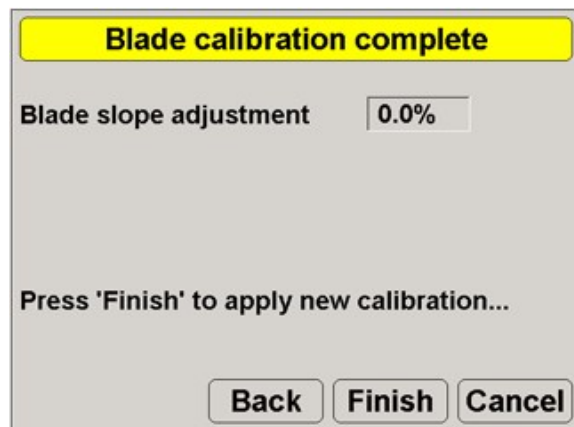 Blade calibration complete
Blade slope adjustment 0.0%
Press 'Finish' to apply new calibration...
Back Finish Cancel